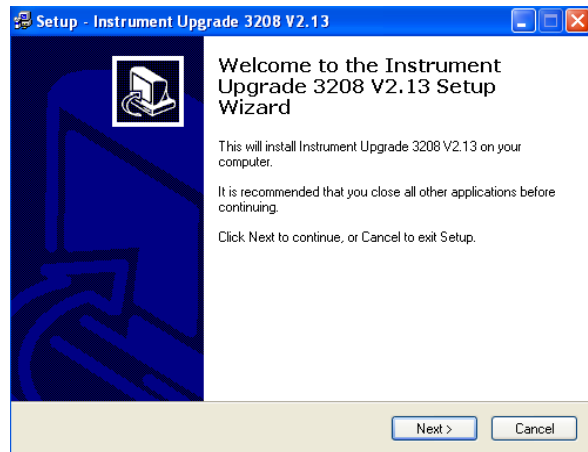 Setup - Instrument Upgrade 3208 V2.13
Welcome to the Instrument
Upgrade 3208 V2.13 Setup
Wizard
This will install Instrument Upgrade 3208 V2.13 on your
computer.
It is recommended that you close all other applications before
continuing.
Click Next to continue, or Cancel to exit Setup.
Next >
Cancel